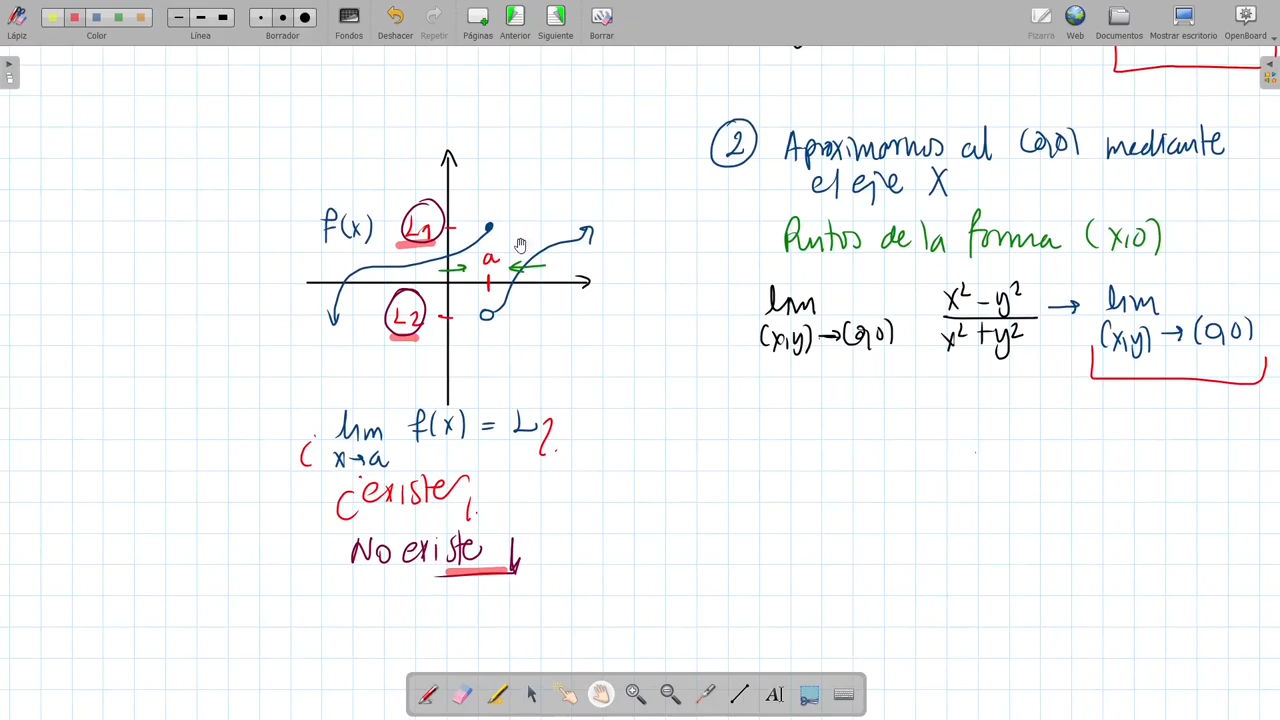 Lápiz Color Línea Borrador Fondos Deshacer Repetir Páginas Anterior Siguiente Borrar Pizarra Web Documentos Mostrar escritorio OpenBoard
f(x) L1
a
L2
¿ lim f(x) = L ?
x→a
¿existe?
No existe
2 Aproximarnos al (0,0) mediante
el eje X
Puntos de la forma (x,0)
lim x² - y² → lim
(x,y) → (0,0) x² + y² (x,y) → (0,0)